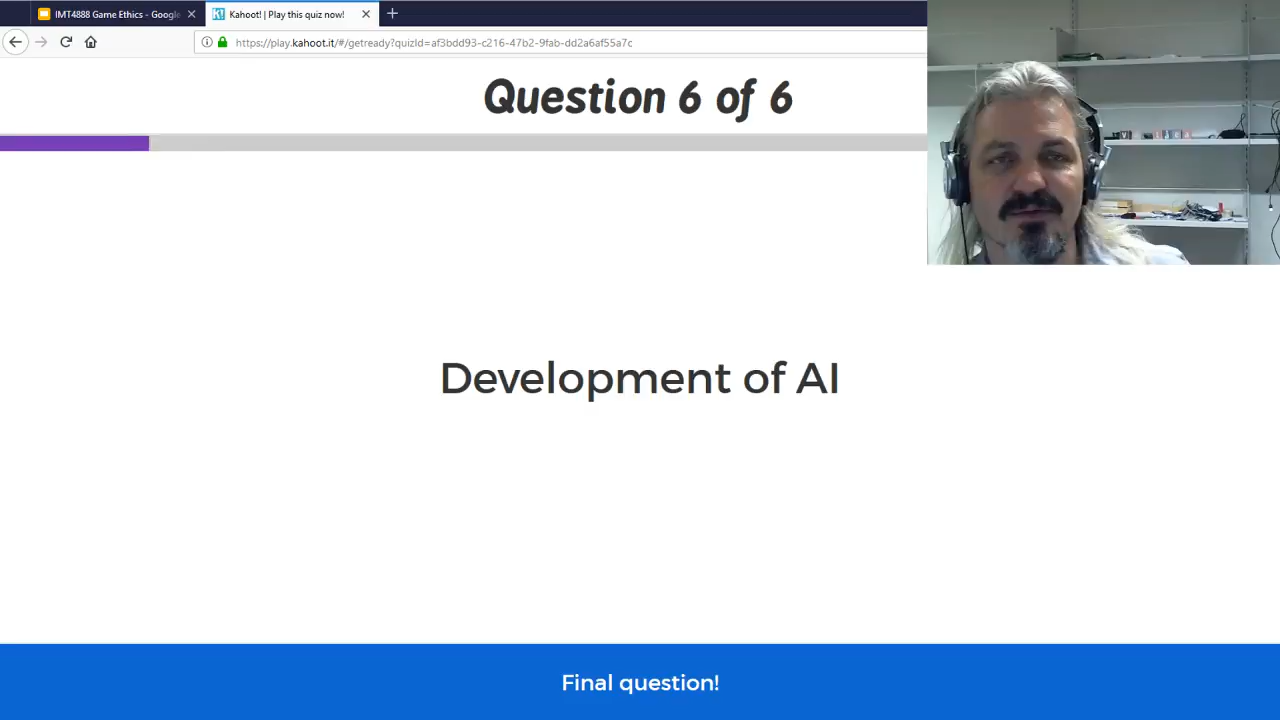 IMT4888 Game Ethics - Google
Kahoot! | Play this quiz now!
https://play.kahoot.it/#/getready?quizId=af3bdd93-c216-47b2-9fab-dd2a6af55a7c
Question 6 of 6
Development of AI
Final question!